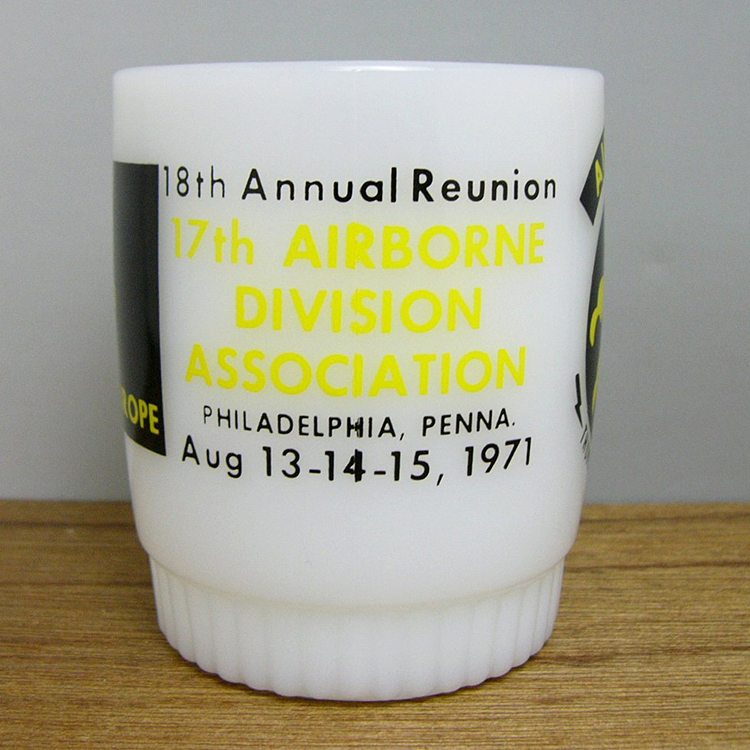 18th Annual Reunion
17th AIRBORNE
DIVISION
ASSOCIATION
PHILADELPHIA, PENNA.
Aug 13-14-15, 1971